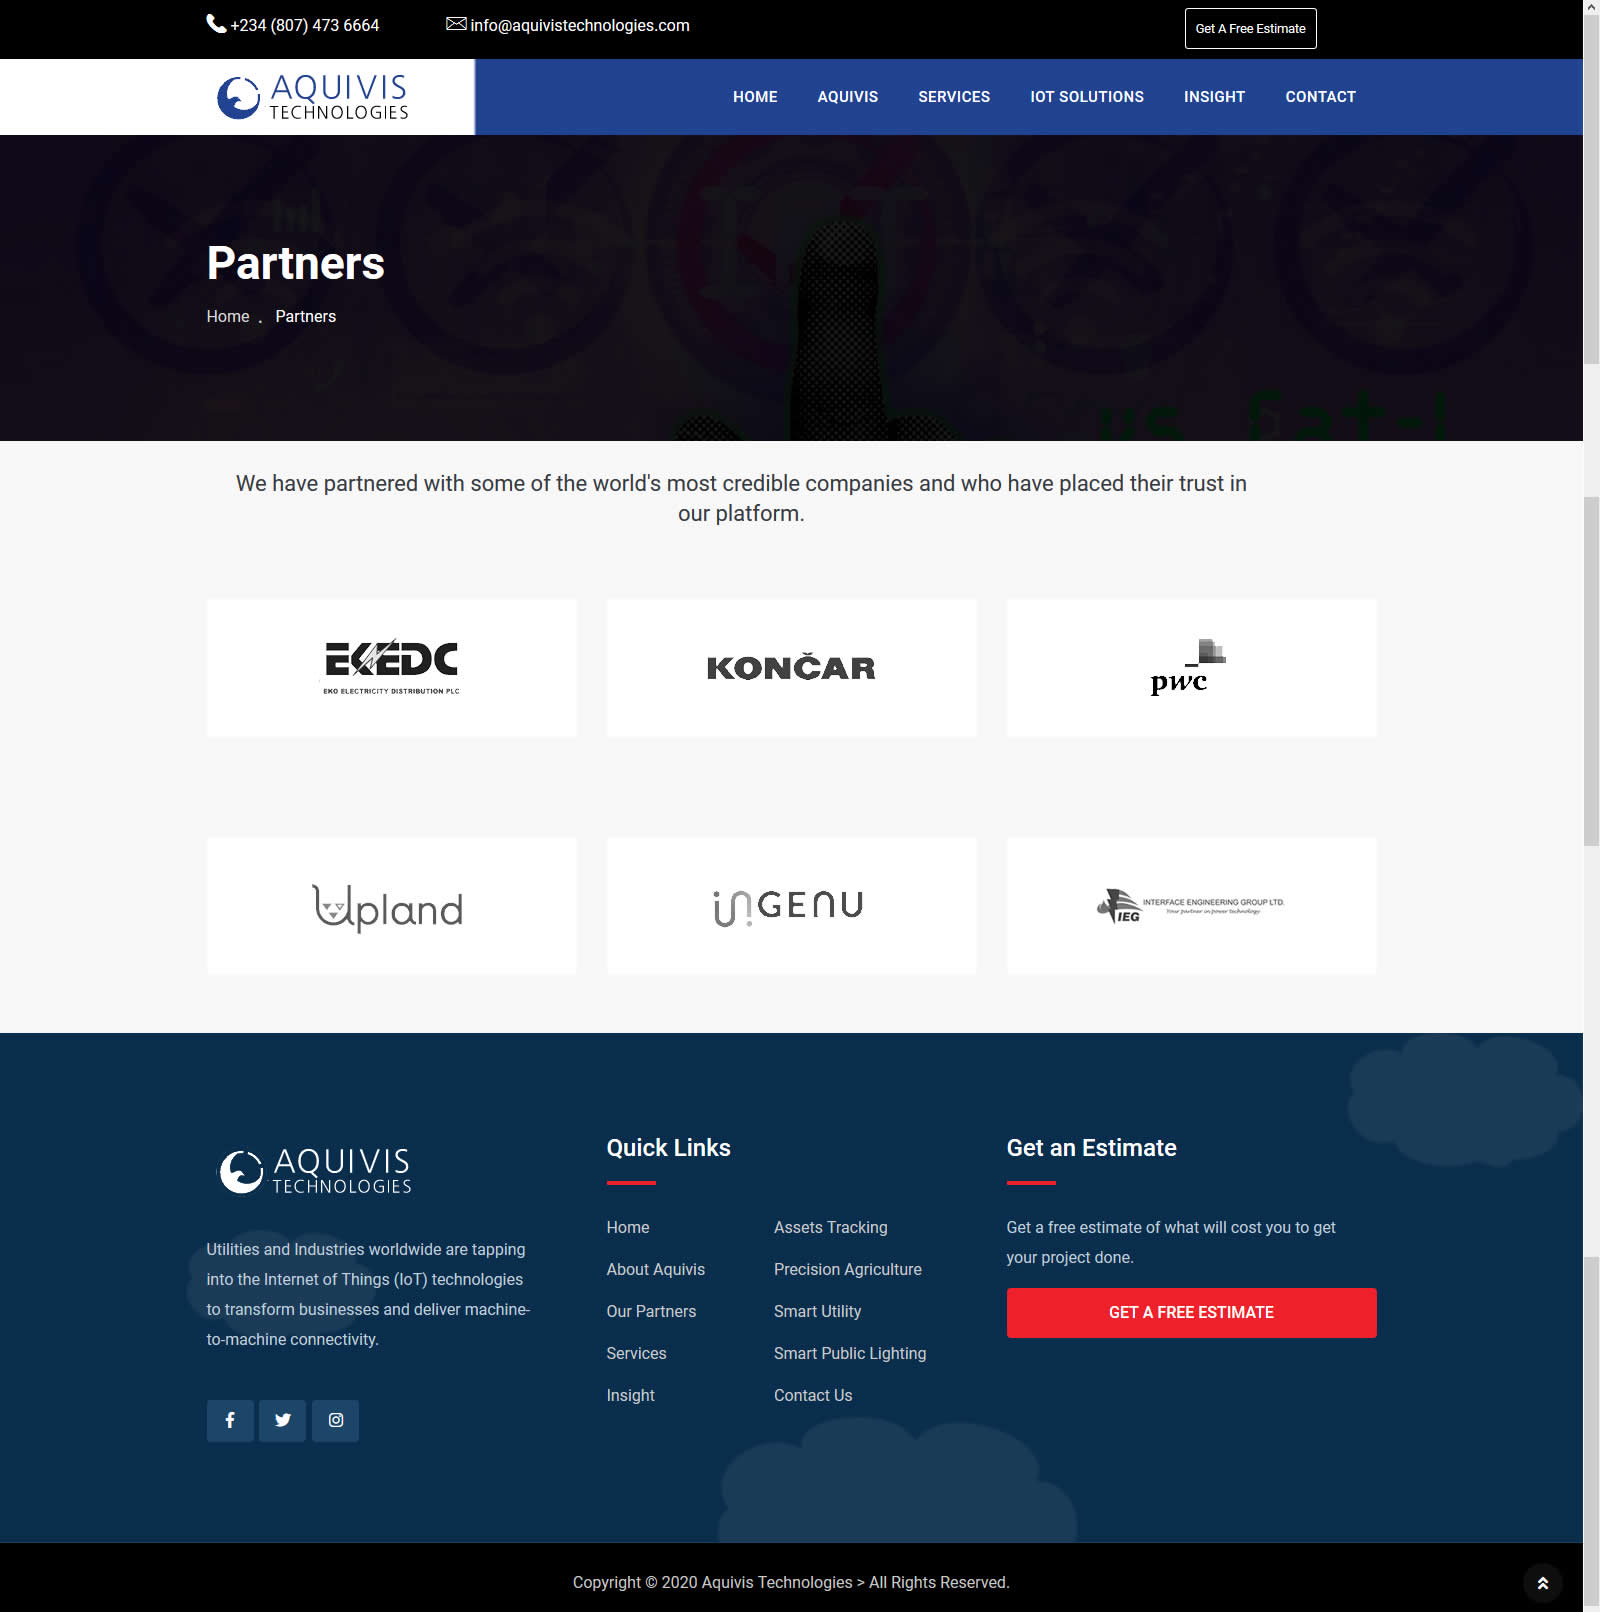 +234 (807) 473 6664
info@aquivistechnologies.com
Get A Free Estimate
AQUIVIS
TECHNOLOGIES
HOME
AQUIVIS
SERVICES
IOT SOLUTIONS
INSIGHT
CONTACT
Partners
Home . Partners
We have partnered with some of the world's most credible companies and who have placed their trust in
our platform.
EKEDC
EKO ELECTRICITY DISTRIBUTION PLC
KONČAR
pwc
Upland
inGENU
IEG
INTERFACE ENGINEERING GROUP LTD.
Your partner on power technology
AQUIVIS
TECHNOLOGIES
Utilities and Industries worldwide are tapping
into the Internet of Things (IoT) technologies
to transform businesses and deliver machine-
to-machine connectivity.
Quick Links
Home
About Aquivis
Our Partners
Services
Insight
Assets Tracking
Precision Agriculture
Smart Utility
Smart Public Lighting
Contact Us
Get an Estimate
Get a free estimate of what will cost you to get
your project done.
GET A FREE ESTIMATE
Copyright © 2020 Aquivis Technologies > All Rights Reserved.